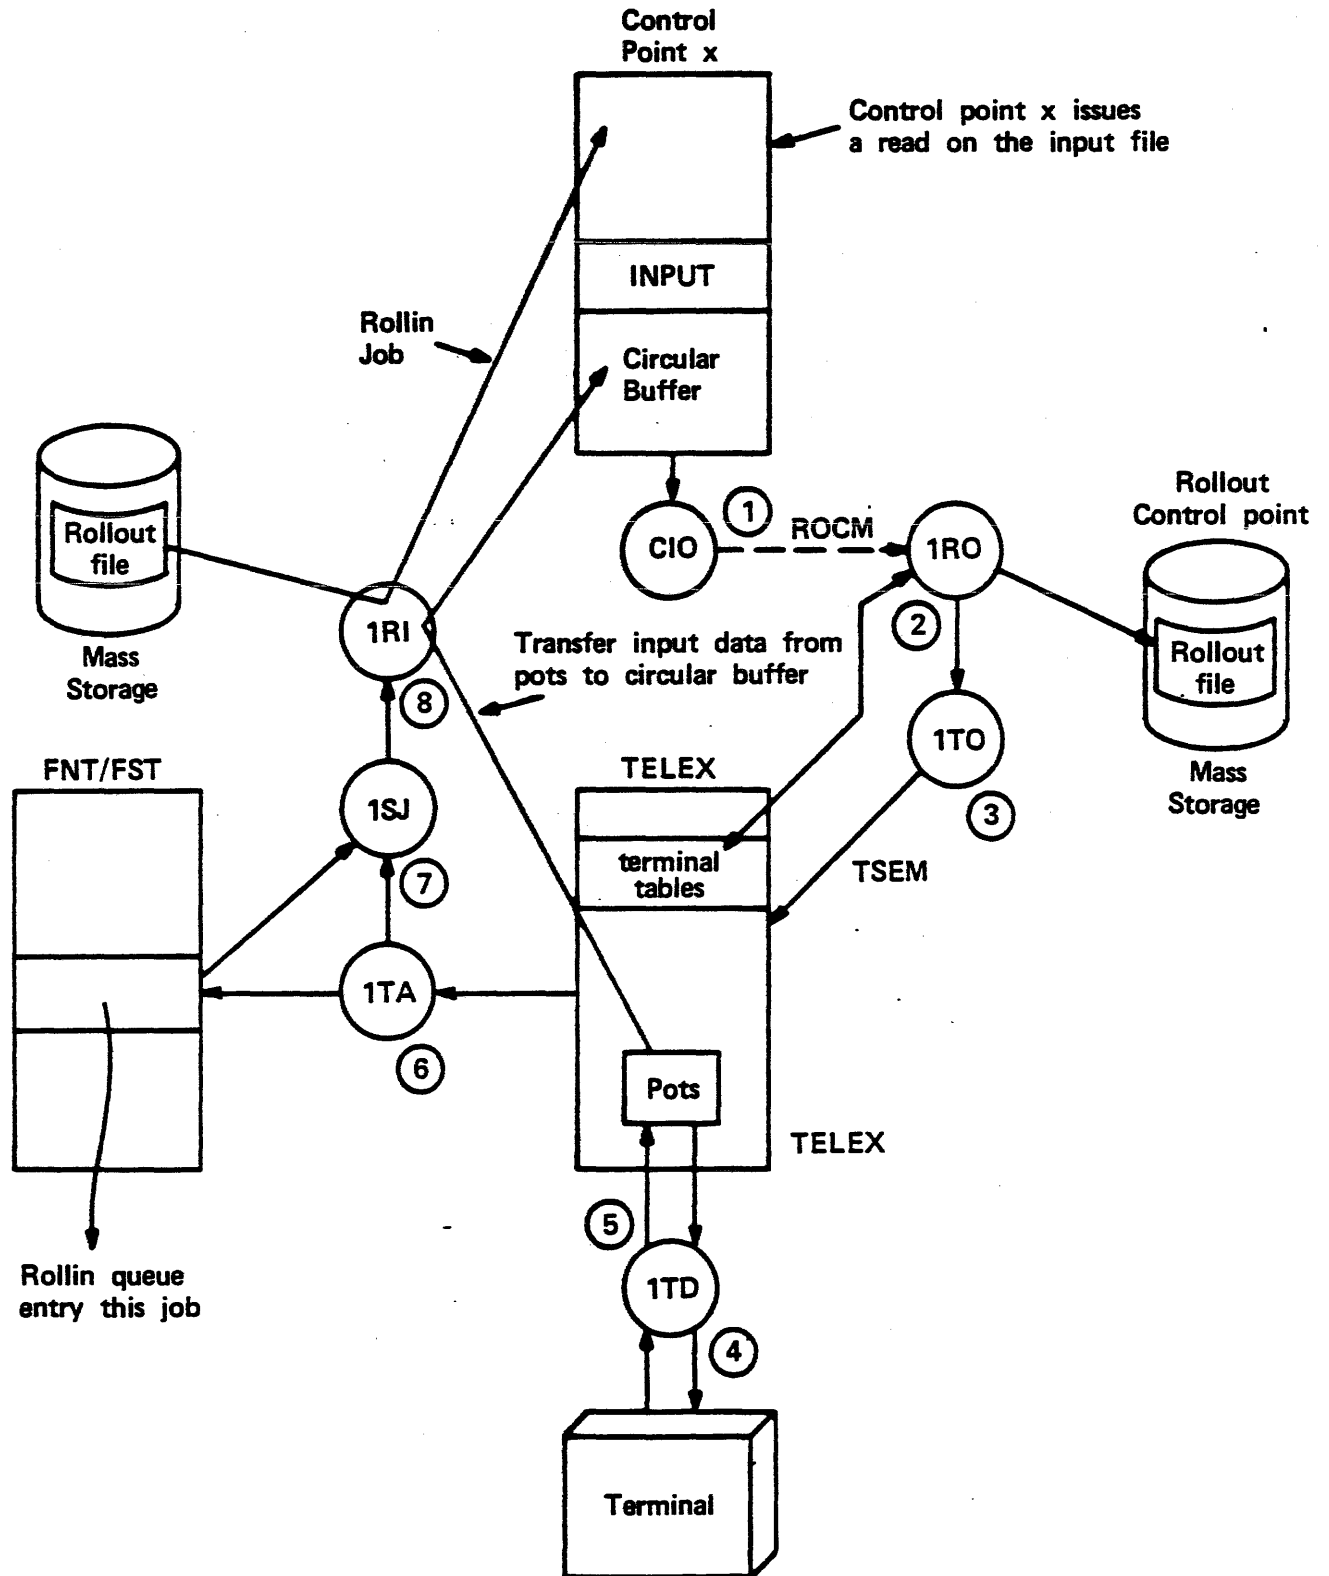 Control
Point x
Control point x issues
a read on the input file
INPUT
Rollin
Job
Circular
Buffer
Rollout
file
Mass
Storage
CIO
1
ROCM
1RO
Rollout
Control point
Rollout
file
Mass
Storage
2
1RI
8
Transfer input data from
pots to circular buffer
1TO
3
TSEM
FNT/FST
1SJ
7
TELEX
terminal
tables
1TA
6
Pots
TELEX
5
1TD
4
Rollin queue
entry this job
Terminal